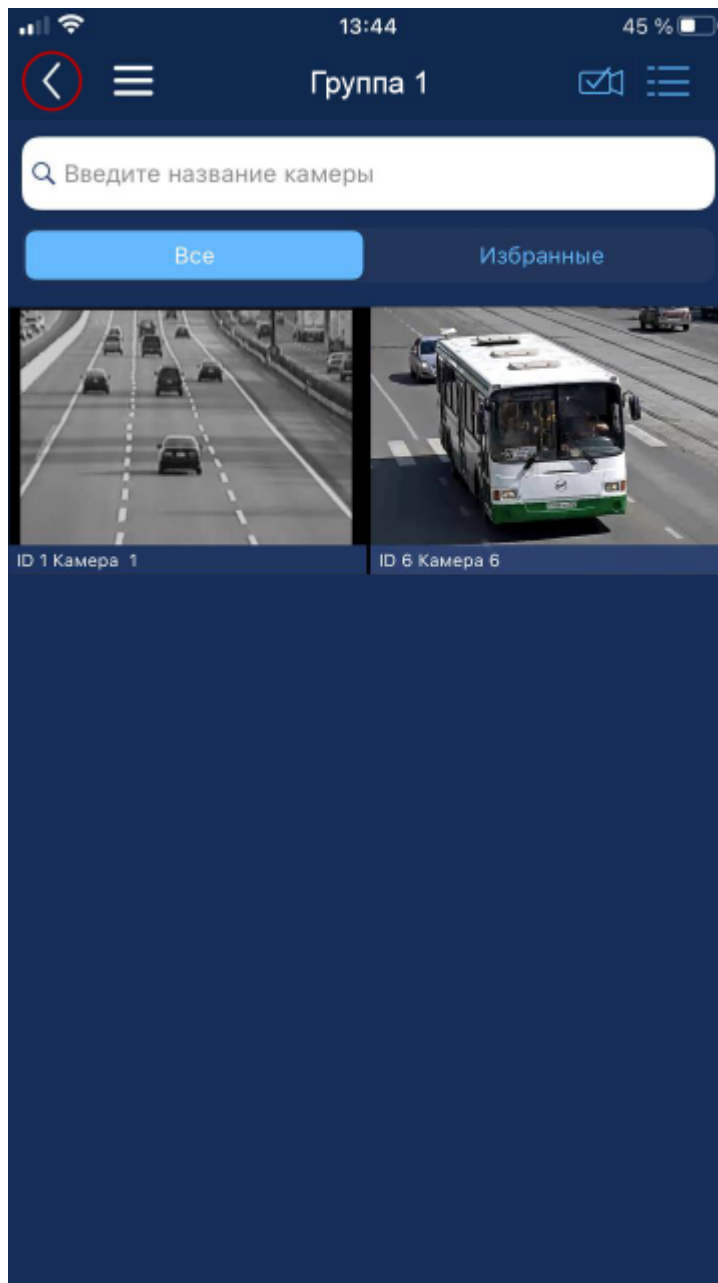 13:44
45 %
Группа 1
Введите название камеры
Все
Избранные
ID 1 Камера 1
ID 6 Камера 6